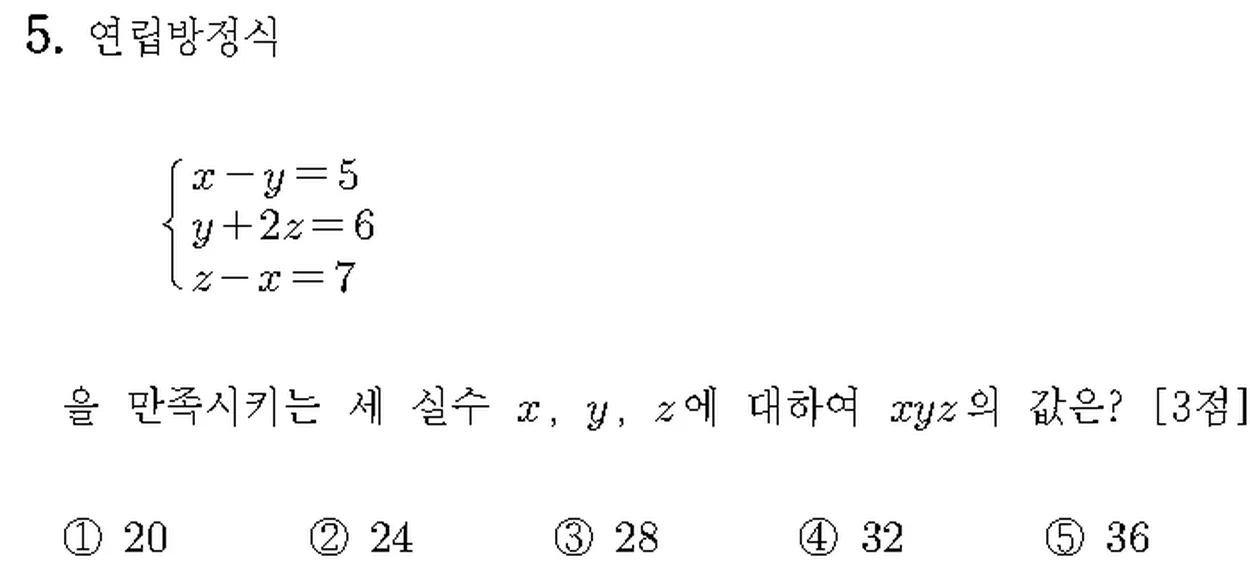 5. 연립방정식
x - y = 5
y + 2z = 6
z - x = 7
을 만족시키는 세 실수 x, y, z에 대하여 xyz의 값은? [3점]
① 20 ② 24 ③ 28 ④ 32 ⑤ 36